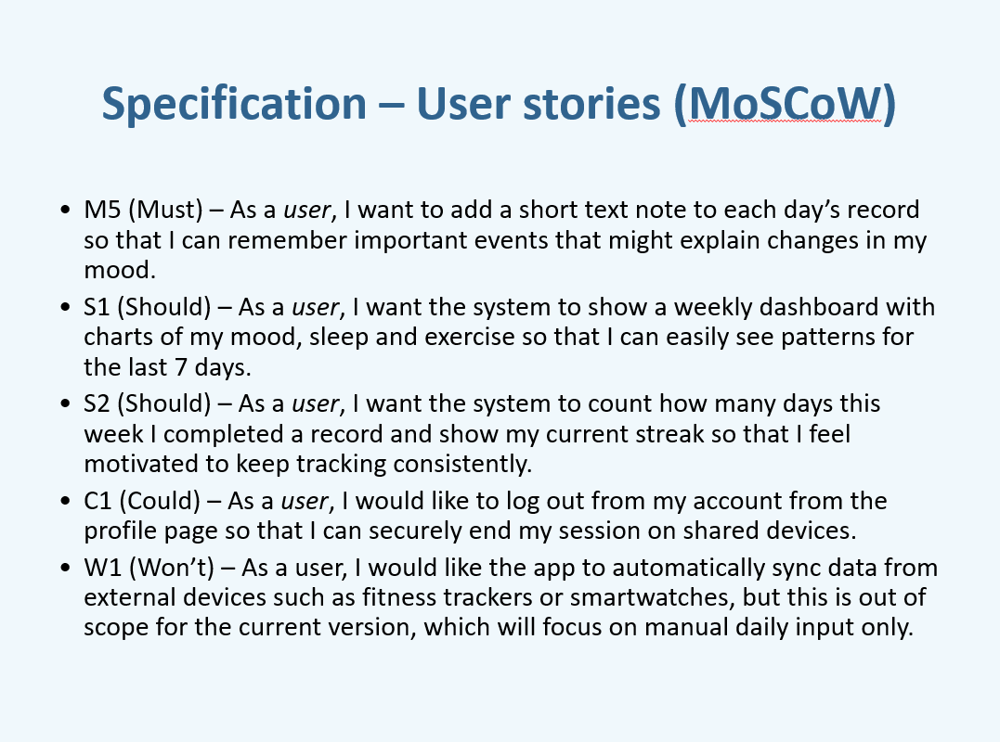 Specification – User stories (MoSCoW)
• M5 (Must) – As a user, I want to add a short text note to each day’s record
so that I can remember important events that might explain changes in my
mood.
• S1 (Should) – As a user, I want the system to show a weekly dashboard with
charts of my mood, sleep and exercise so that I can easily see patterns for
the last 7 days.
• S2 (Should) – As a user, I want the system to count how many days this
week I completed a record and show my current streak so that I feel
motivated to keep tracking consistently.
• C1 (Could) – As a user, I would like to log out from my account from the
profile page so that I can securely end my session on shared devices.
• W1 (Won’t) – As a user, I would like the app to automatically sync data from
external devices such as fitness trackers or smartwatches, but this is out of
scope for the current version, which will focus on manual daily input only.